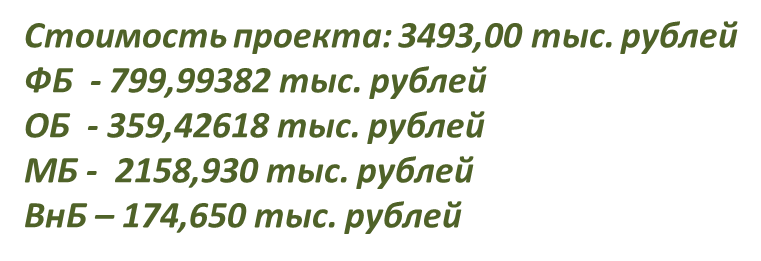 Стоимость проекта: 3493,00 тыс. рублей
ФБ - 799,99382 тыс. рублей
ОБ - 359,42618 тыс. рублей
МБ - 2158,930 тыс. рублей
ВнБ – 174,650 тыс. рублей